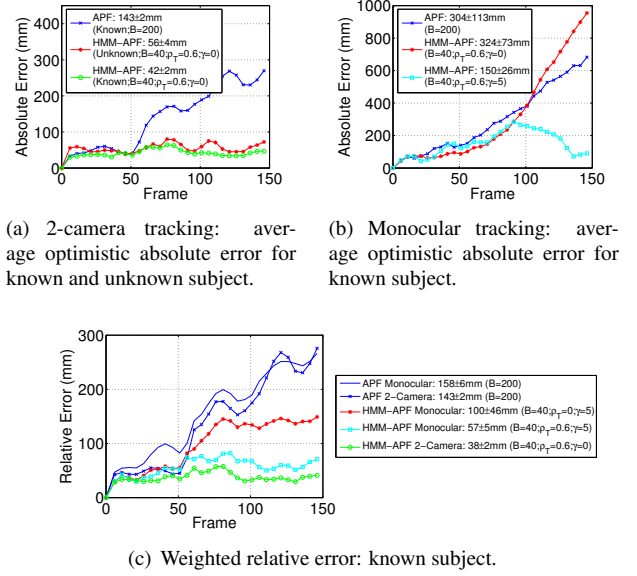 400
300
200
100
0
0 50 100 150
Absolute Error (mm)
Frame
APF: 143±2mm
(Known;B=200)
HMM-APF: 56±4mm
(Unknown;B=40;ρT=0.6;γ=0)
HMM-APF: 42±2mm
(Known;B=40;ρT=0.6;γ=0)
(a) 2-camera tracking: aver-
age optimistic absolute error for
known and unknown subject.
1000
800
600
400
200
0
0 50 100 150
Absolute Error (mm)
Frame
APF: 304±113mm
(B=200)
HMM-APF: 324±73mm
(B=40;ρT=0.6;γ=0)
HMM-APF: 150±26mm
(B=40;ρT=0.6;γ=5)
(b) Monocular tracking: aver-
age optimistic absolute error for
known subject.
300
200
100
0
0 50 100 150
Relative Error (mm)
Frame
APF Monocular: 158±6mm (B=200)
APF 2-Camera: 143±2mm (B=200)
HMM-APF Monocular: 100±46mm (B=40;ρT=0;γ=5)
HMM-APF Monocular: 57±5mm (B=40;ρT=0.6;γ=5)
HMM-APF 2-Camera: 38±2mm (B=40;ρT=0.6;γ=0)
(c) Weighted relative error: known subject.